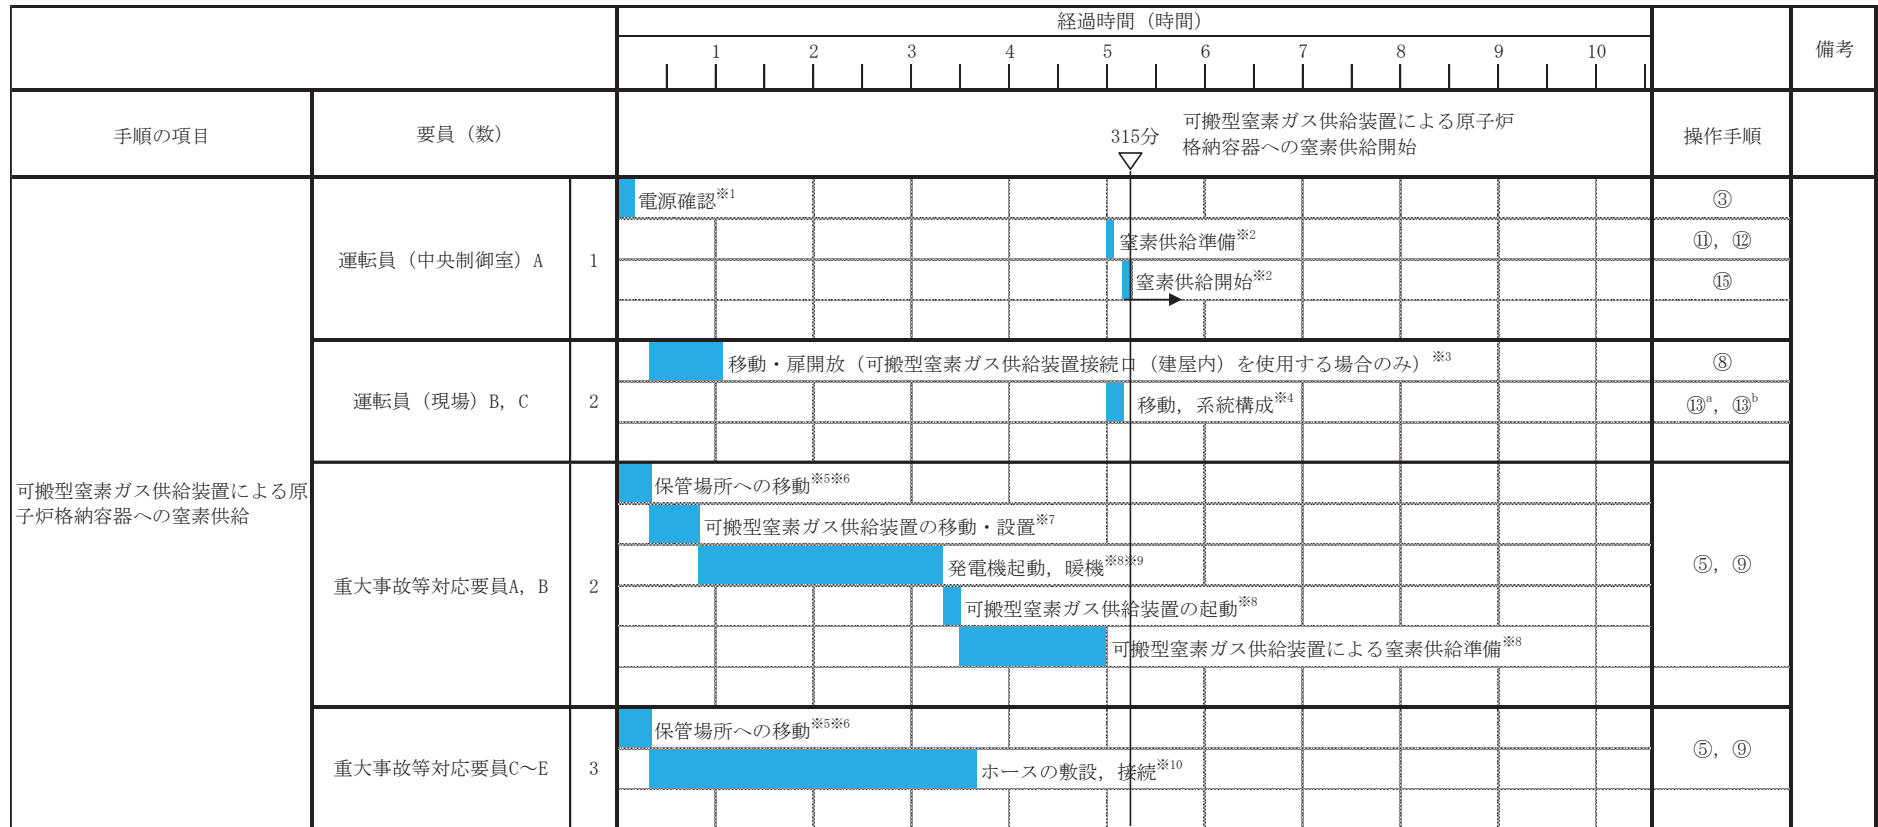 経過時間（時間）
備考
1 2 3 4 5 6 7 8 9 10
手順の項目
要員（数）
315分
可搬型窒素ガス供給装置による原子炉
格納容器への窒素供給開始
操作手順
可搬型窒素ガス供給装置による原
子炉格納容器への窒素供給
運転員（中央制御室）A
1
電源確認※1
③
窒素供給準備※2
⑪，⑫
窒素供給開始※2
⑮
運転員（現場）B，C
2
移動・扉開放（可搬型窒素ガス供給装置接続口（建屋内）を使用する場合のみ）※3
⑧
移動，系統構成※4
⑬a，⑬b
重大事故等対応要員A，B
2
保管場所への移動※5※6
可搬型窒素ガス供給装置の移動・設置※7
発電機起動，暖機※8※9
可搬型窒素ガス供給装置の起動※8
可搬型窒素ガス供給装置による窒素供給準備※8
⑤，⑨
重大事故等対応要員C～E
3
保管場所への移動※5※6
ホースの敷設，接続※10
⑤，⑨